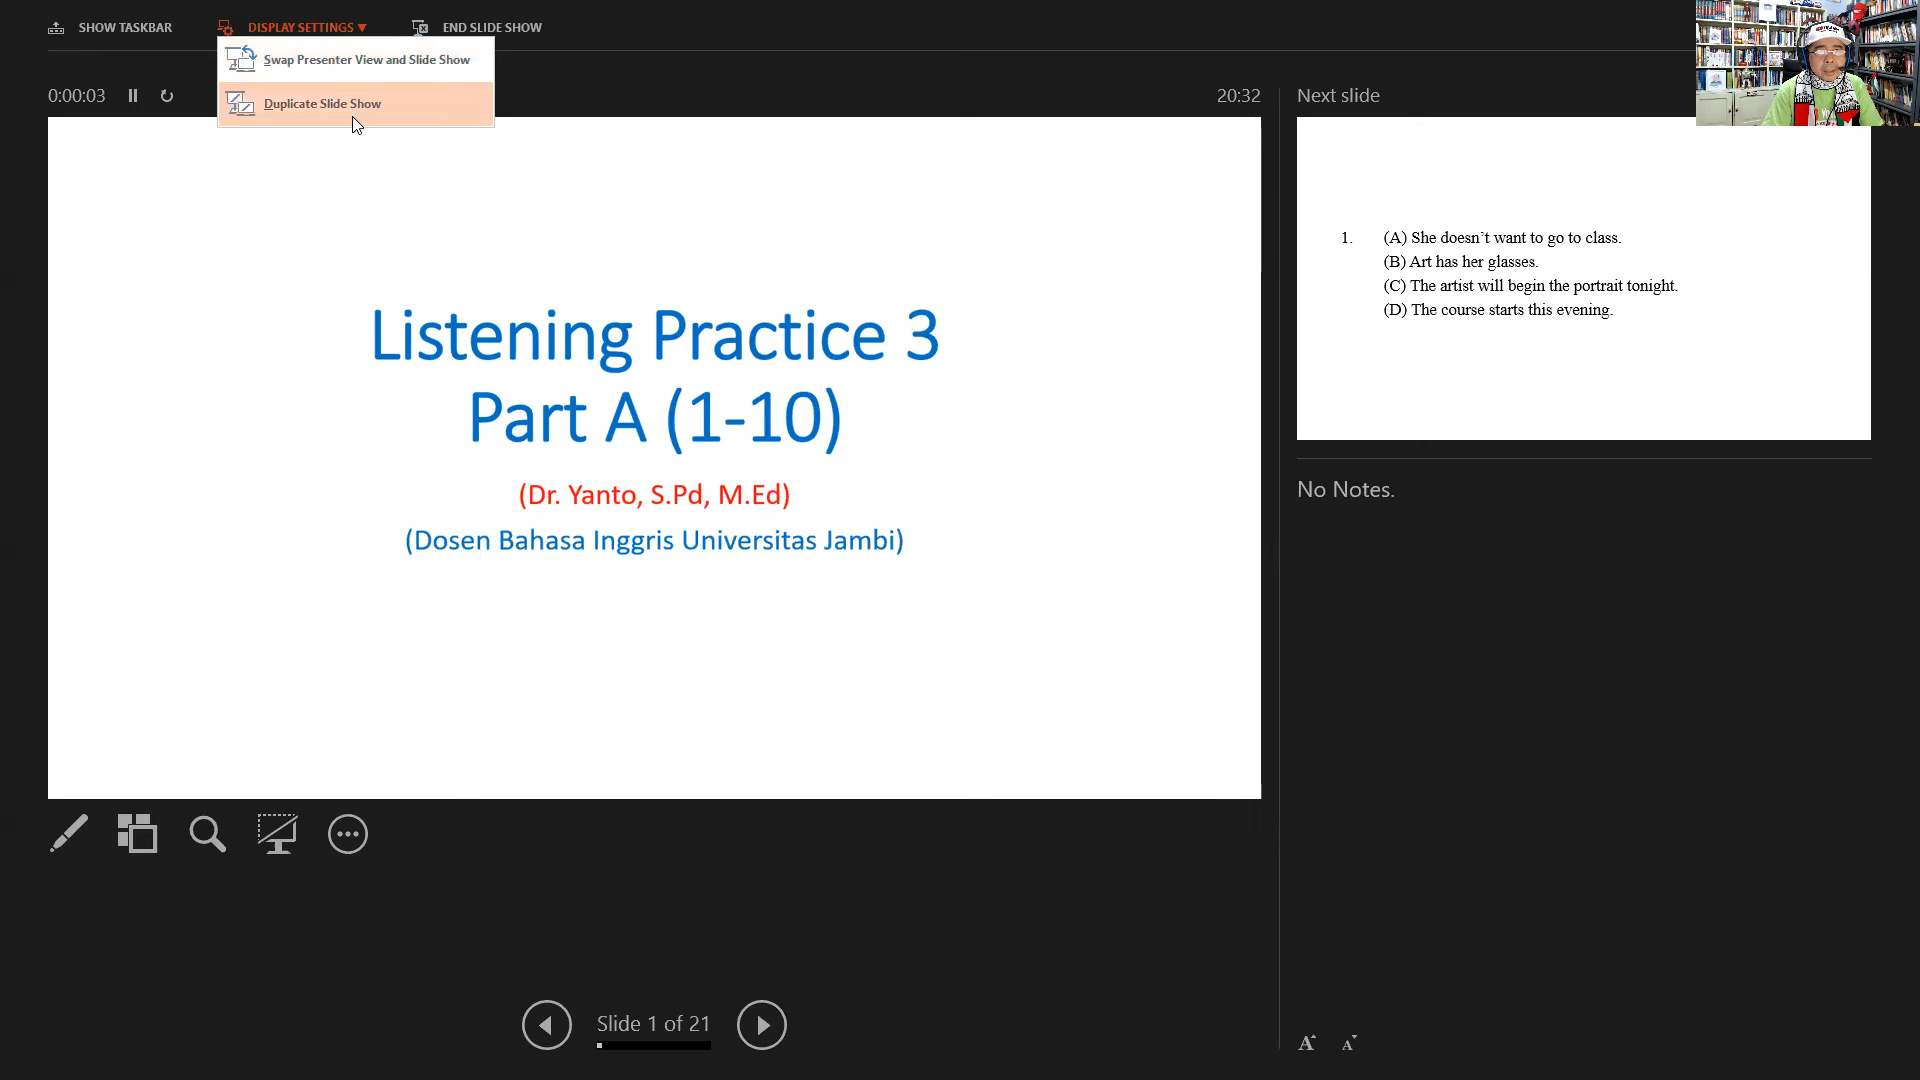 SHOW TASKBAR
DISPLAY SETTINGS ▼
END SLIDE SHOW
Swap Presenter View and Slide Show
Duplicate Slide Show
0:00:03
20:32
Next slide
Listening Practice 3
Part A (1-10)
(Dr. Yanto, S.Pd, M.Ed)
(Dosen Bahasa Inggris Universitas Jambi)
1. (A) She doesn’t want to go to class.
(B) Art has her glasses.
(C) The artist will begin the portrait tonight.
(D) The course starts this evening.
No Notes.
Slide 1 of 21
A A